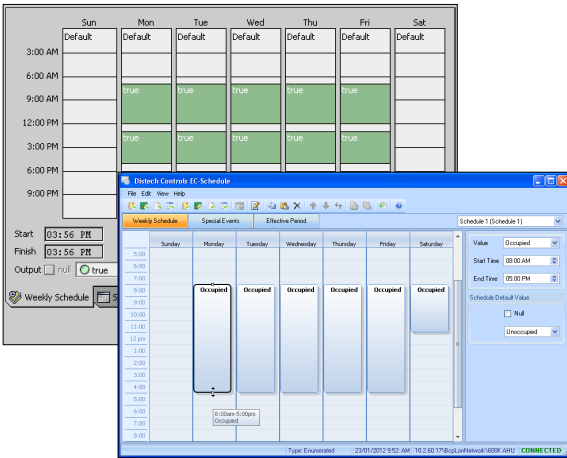 Sun Mon Tue Wed Thu Fri Sat
Default Default Default Default Default Default Default
3:00 AM
6:00 AM
true true true true true
9:00 AM
12:00 PM
true true true true true
3:00 PM
6:00 PM
9:00 PM
Start 03:56 PM
Finish 03:56 PM
Output null true
Weekly Schedule S
Distech Controls EC-Schedule
File Edit View Help
Weekly Schedule Special Events Effective Period Schedule 1 (Schedule 1)
Sunday Monday Tuesday Wednesday Thursday Friday Saturday
Value Occupied
Start Time 08:00 AM
End Time 05:00 PM
Schedule Default Value
Null
Unoccupied
5:00
6:00
7:00
8:00 Occupied Occupied Occupied Occupied Occupied Occupied
9:00
10:00
11:00
12 pm
1:00
2:00
3:00
4:00
5:00
6:00
7:00
8:00
8:00am-5:00pm
Occupied
Type: Enumerated 23/01/2012 9:52 AM 10.2.60.17\BcpLonNetwork\600K AHU CONNECTED